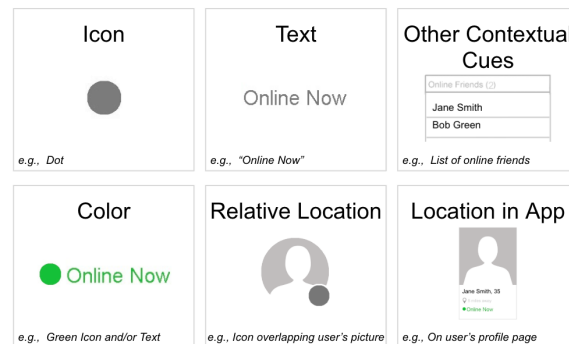 Icon
e.g., Dot
Text
Online Now
e.g., “Online Now”
Other Contextual
Cues
Online Friends (2)
Jane Smith
Bob Green
e.g., List of online friends
Color
Online Now
e.g., Green Icon and/or Text
Relative Location
e.g., Icon overlapping user's picture
Location in App
Jane Smith, 35
Online Now
e.g., On user's profile page